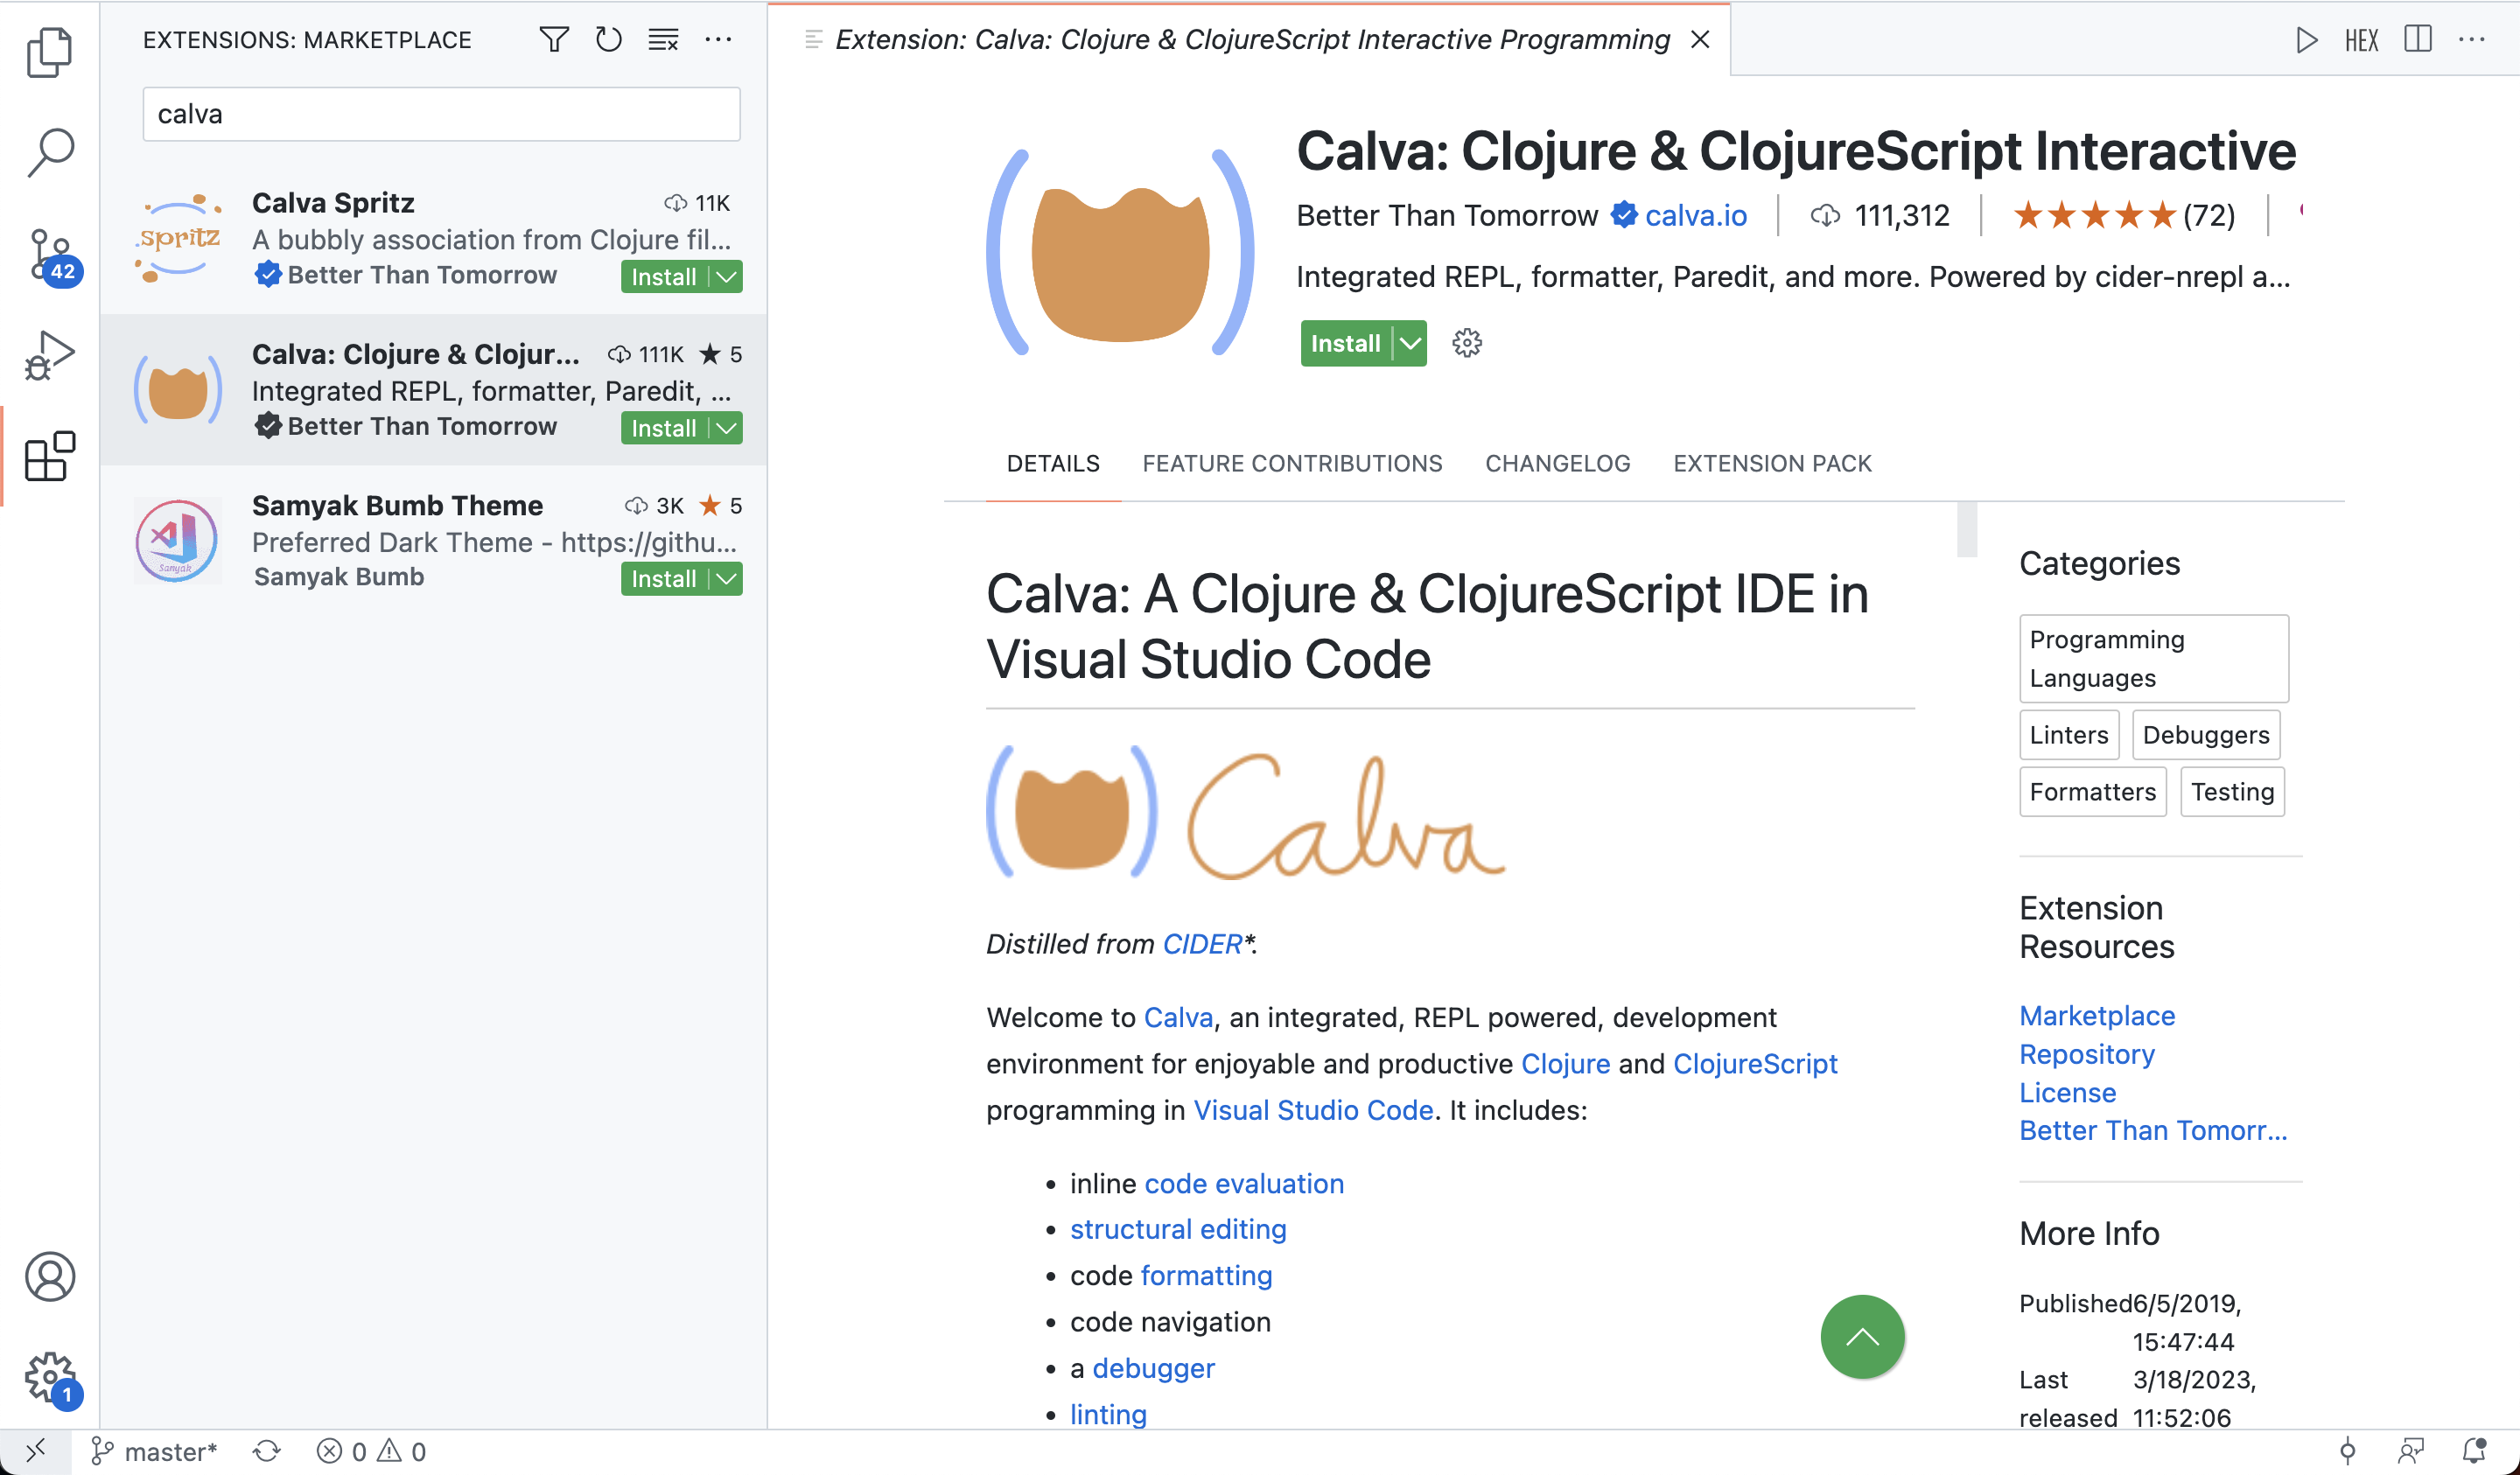 EXTENSIONS: MARKETPLACE
calva
spritz
Calva Spritz
11K
A bubbly association from Clojure fil...
Better Than Tomorrow
Install
Calva: Clojure & Clojur...
111K
5
Integrated REPL, formatter, Paredit, ...
Better Than Tomorrow
Install
Samyak
Samyak Bumb Theme
3K
5
Preferred Dark Theme - https://githu...
Samyak Bumb
Install
42
1
Extension: Calva: Clojure & ClojureScript Interactive Programming
HEX
Calva: Clojure & ClojureScript Interactive
Better Than Tomorrow
calva.io
111,312
(72)
Integrated REPL, formatter, Paredit, and more. Powered by cider-nrepl a...
Install
DETAILS
FEATURE CONTRIBUTIONS
CHANGELOG
EXTENSION PACK
Calva: A Clojure & ClojureScript IDE in
Visual Studio Code
Calva
Distilled from CIDER*.
Welcome to Calva, an integrated, REPL powered, development
environment for enjoyable and productive Clojure and ClojureScript
programming in Visual Studio Code. It includes:
• inline code evaluation
• structural editing
• code formatting
• code navigation
• a debugger
• linting
Categories
Programming
Languages
Linters
Debuggers
Formatters
Testing
Extension
Resources
Marketplace
Repository
License
Better Than Tomorr...
More Info
Published 6/5/2019,
15:47:44
Last 3/18/2023,
released 11:52:06
master*
0
0